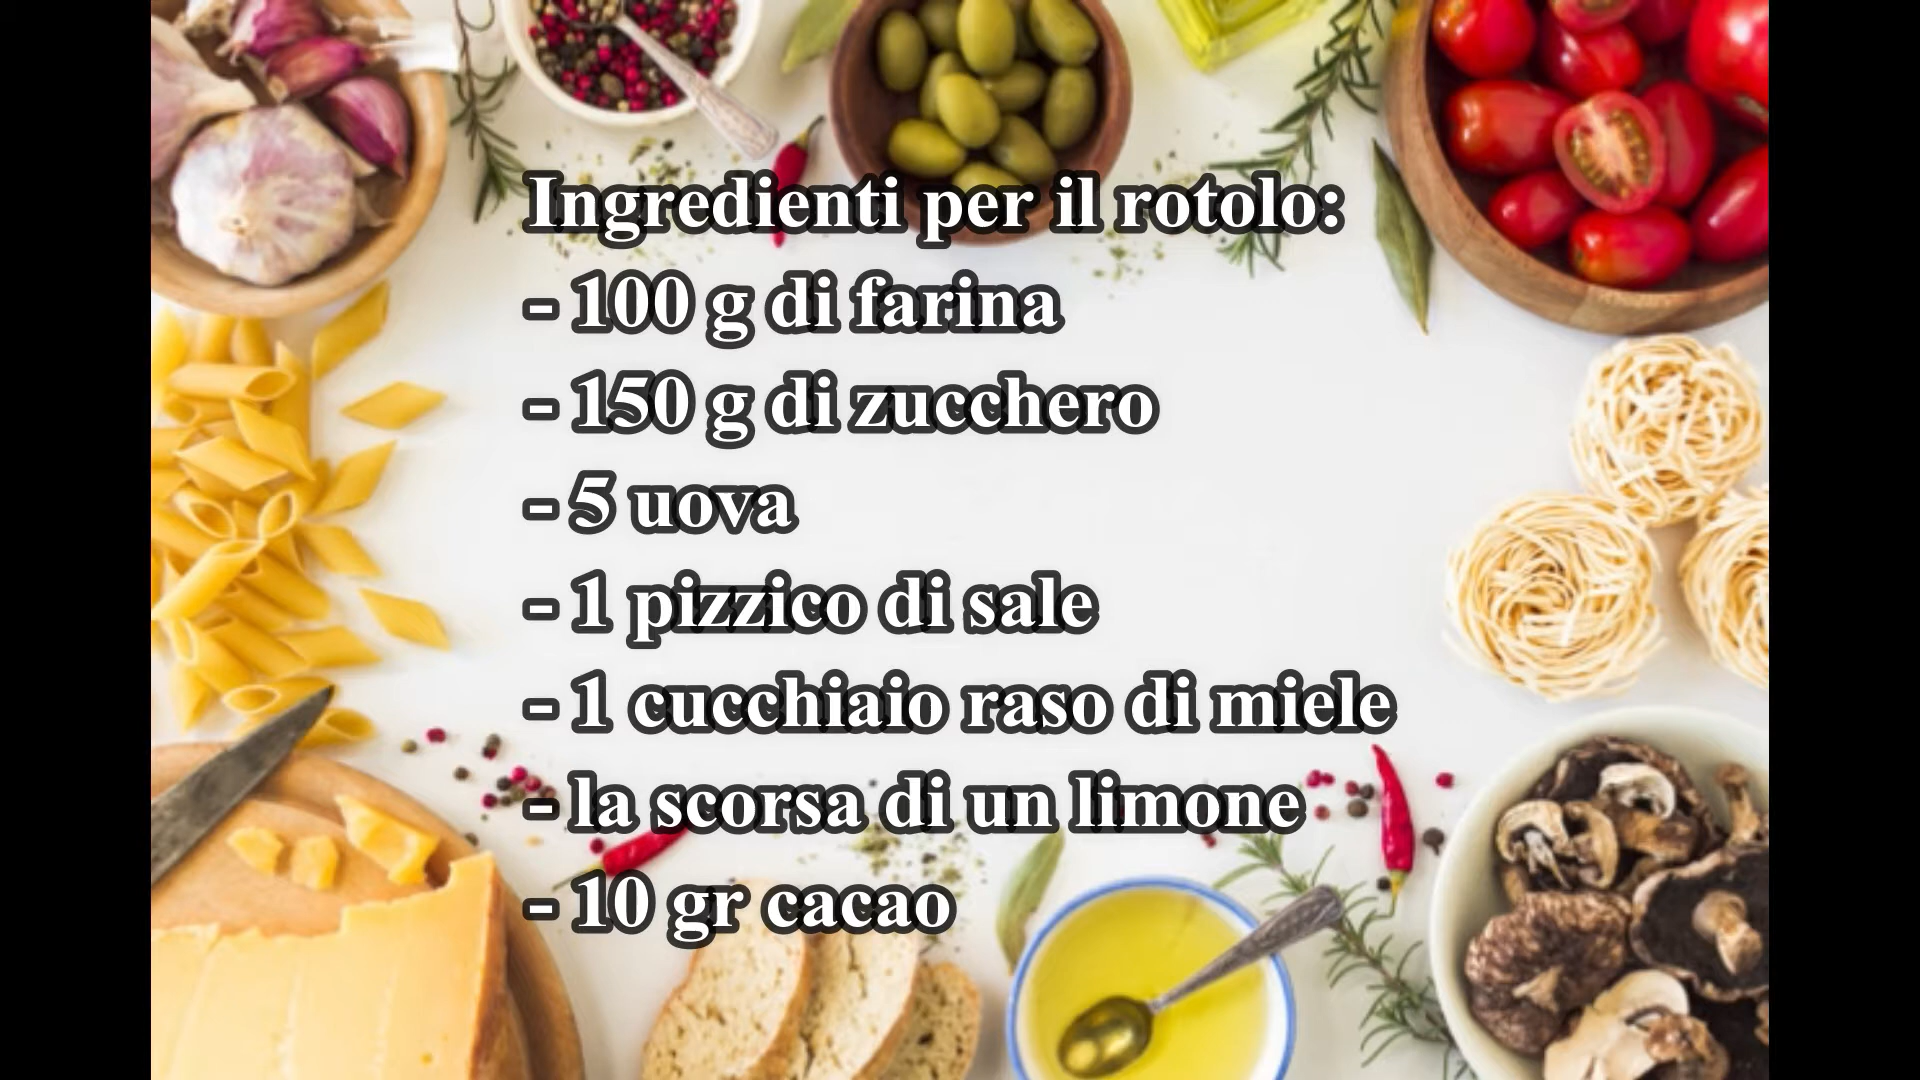 Ingredienti per il rotolo:
- 100 g di farina
- 150 g di zucchero
- 5 uova
- 1 pizzico di sale
- 1 cucchiaio raso di miele
- la scorsa di un limone
- 10 gr cacao